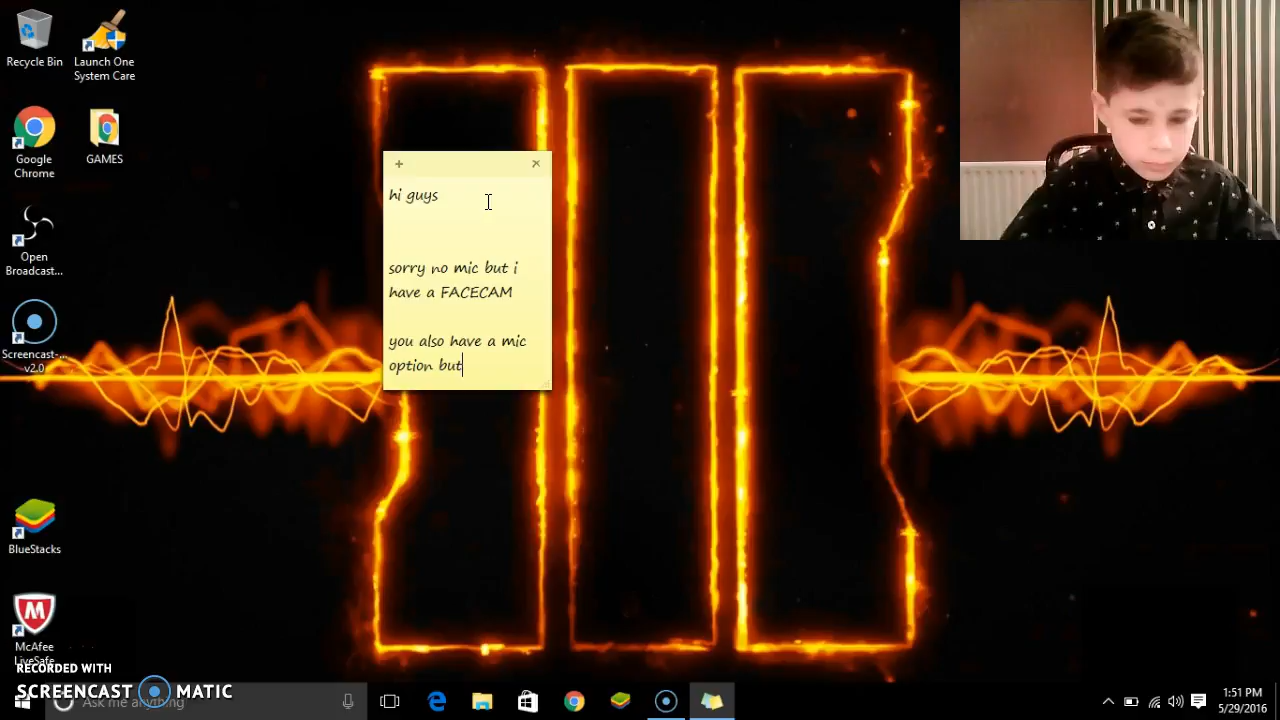 Recycle Bin
Launch One
System Care
Google
Chrome
GAMES
hi guys
sorry no mic but i
have a FACECAM
you also have a mic
option but
Open
Broadcast...
Screencast-...
v2.0
BlueStacks
McAfee
LiveSafe
RECORDED WITH
SCREENCAST MATIC
Ask me anything
1:51 PM
5/29/2016